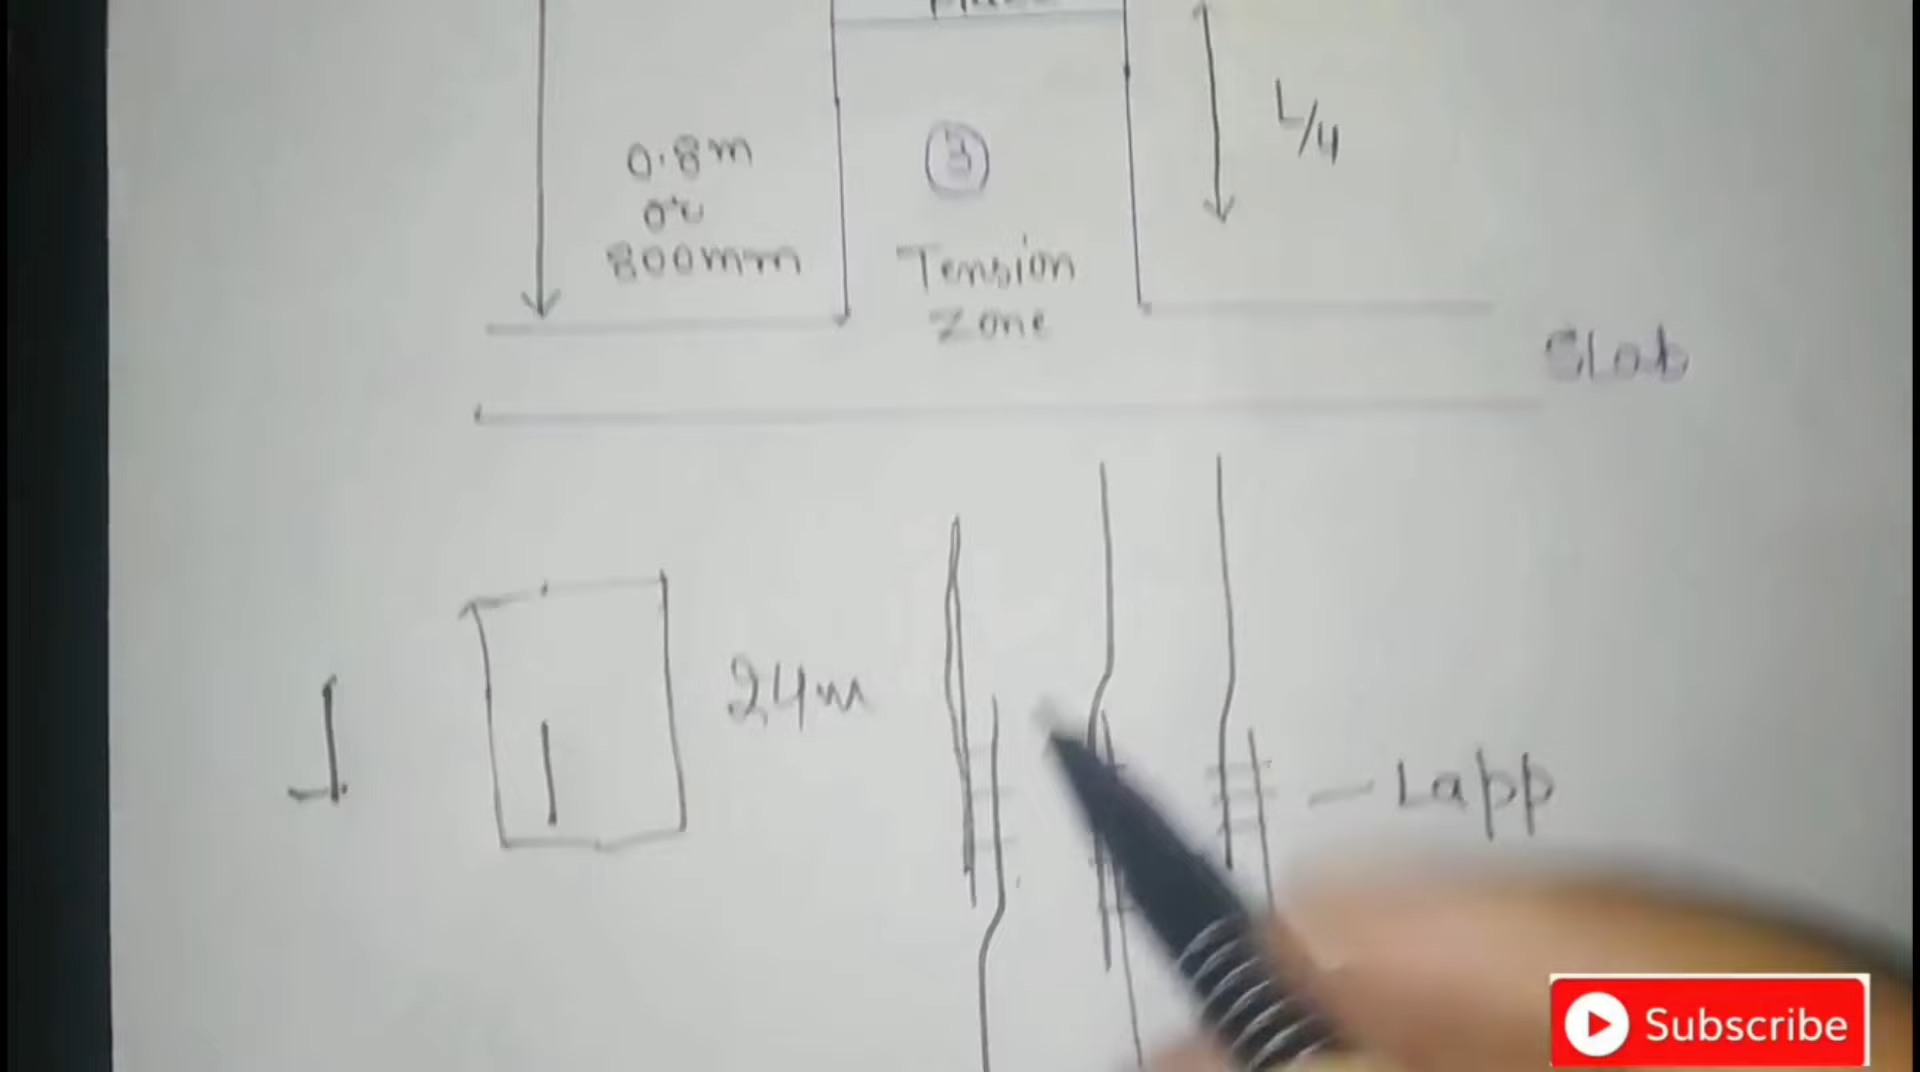 L/4
0.8m
or
800mm
3
Tension
Zone
Slab
24m
Lapp
Subscribe